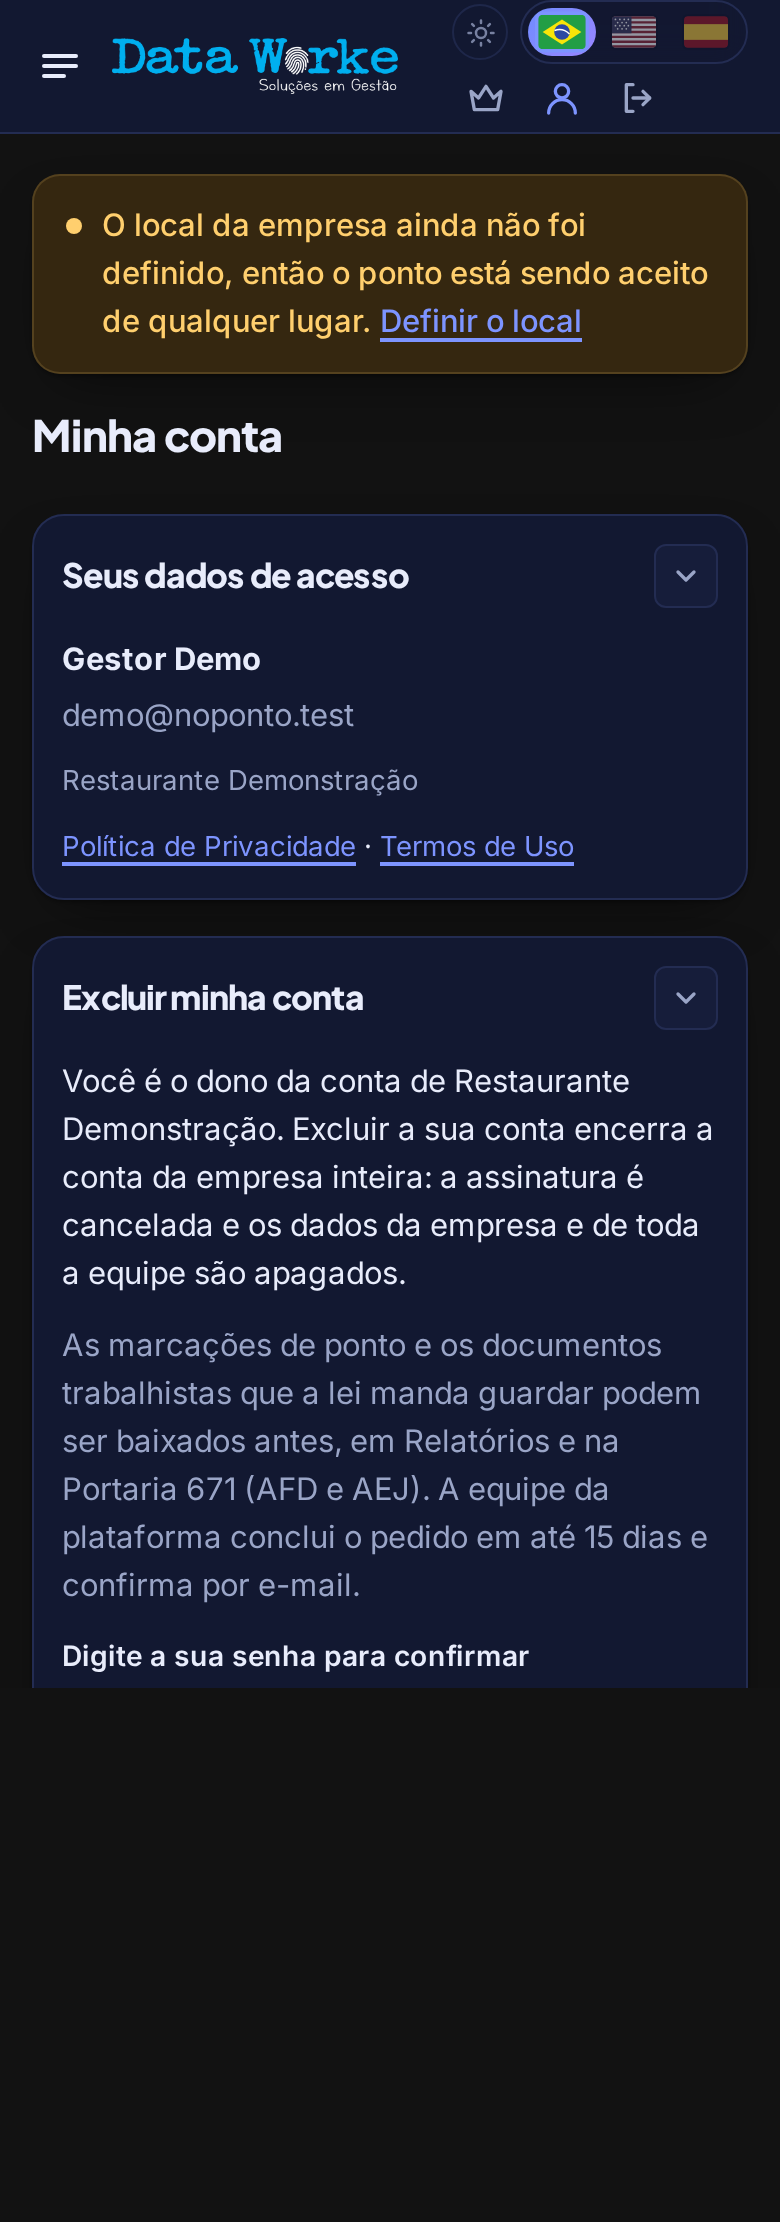 Data Worke
Soluções em Gestão
O local da empresa ainda não foi
definido, então o ponto está sendo aceito
de qualquer lugar. Definir o local
Minha conta
Seus dados de acesso
Gestor Demo
demo@noponto.test
Restaurante Demonstração
Política de Privacidade · Termos de Uso
Excluir minha conta
Você é o dono da conta de Restaurante
Demonstração. Excluir a sua conta encerra a
conta da empresa inteira: a assinatura é
cancelada e os dados da empresa e de toda
a equipe são apagados.
As marcações de ponto e os documentos
trabalhistas que a lei manda guardar podem
ser baixados antes, em Relatórios e na
Portaria 671 (AFD e AEJ). A equipe da
plataforma conclui o pedido em até 15 dias e
confirma por e-mail.
Digite a sua senha para confirmar